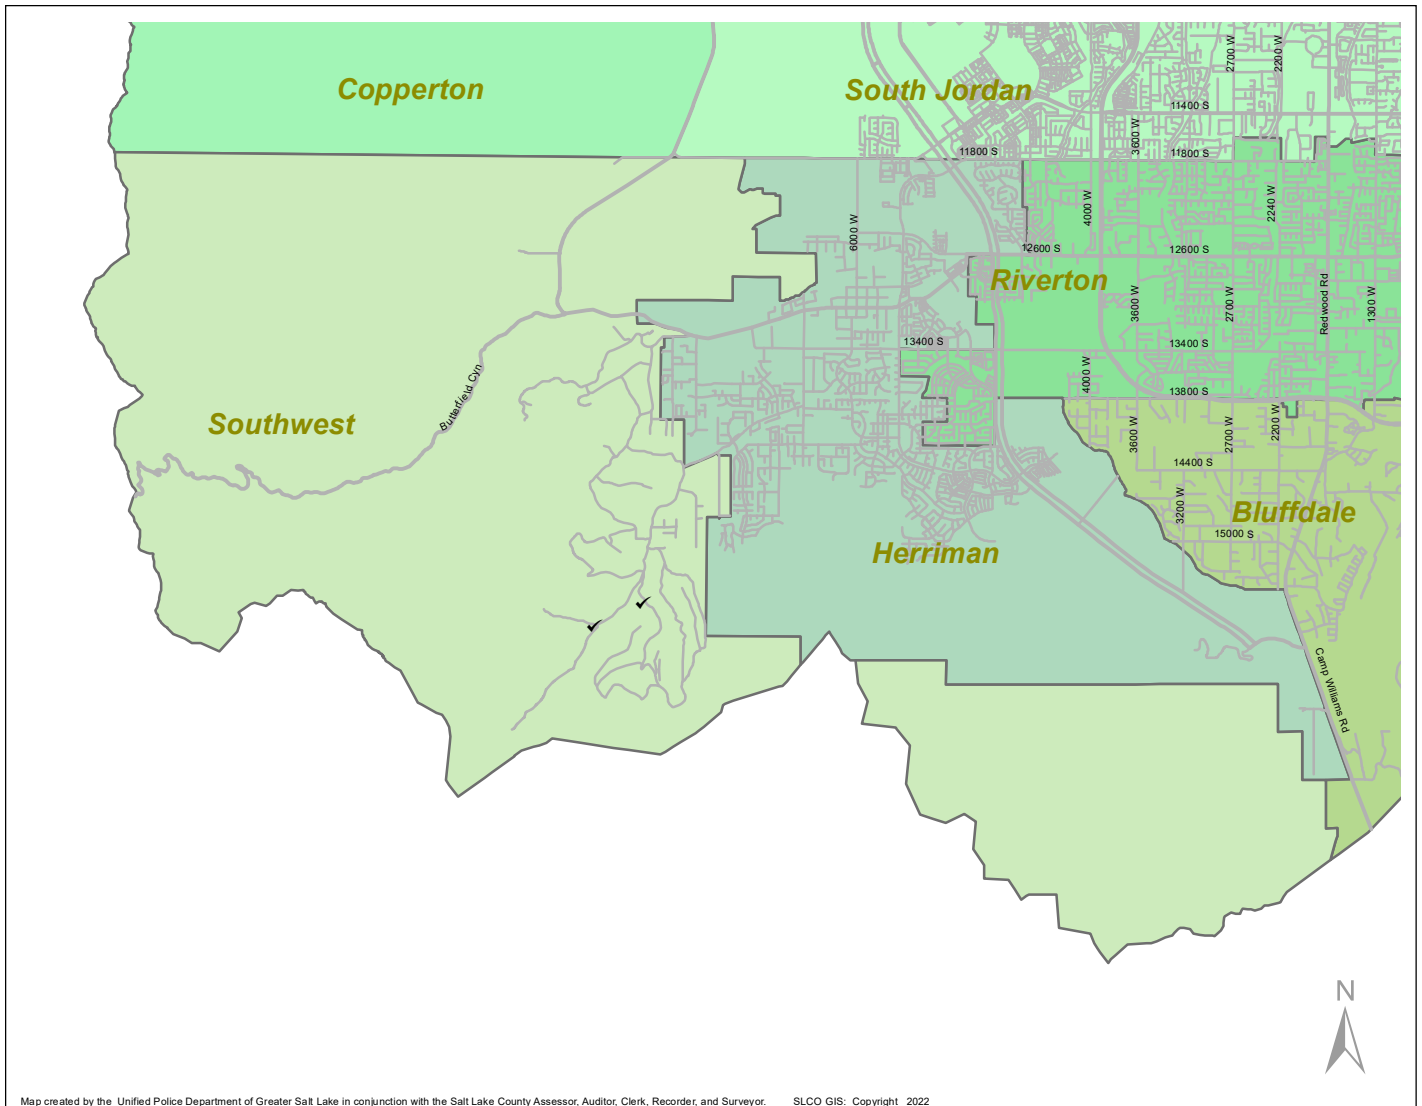 2700 W
2200 W
Copperton
South Jordan
11400 S
3600 W
11800 S
11800 S
4000 W
2240 W
6000 W
12600 S
12600 S
Riverton
3600 W
2700 W
Redwood Rd
1300 W
13400 S
13400 S
4000 W
13800 S
Butterfield Cyn
Southwest
3600 W
2700 W
2200 W
14400 S
3200 W
Bluffdale
15000 S
Herriman
Camp Williams Rd
N
Map created by the Unified Police Department of Greater Salt Lake in conjunction with the Salt Lake County Assessor, Auditor, Clerk, Recorder, and Surveyor. SLCO GIS: Copyright 2022